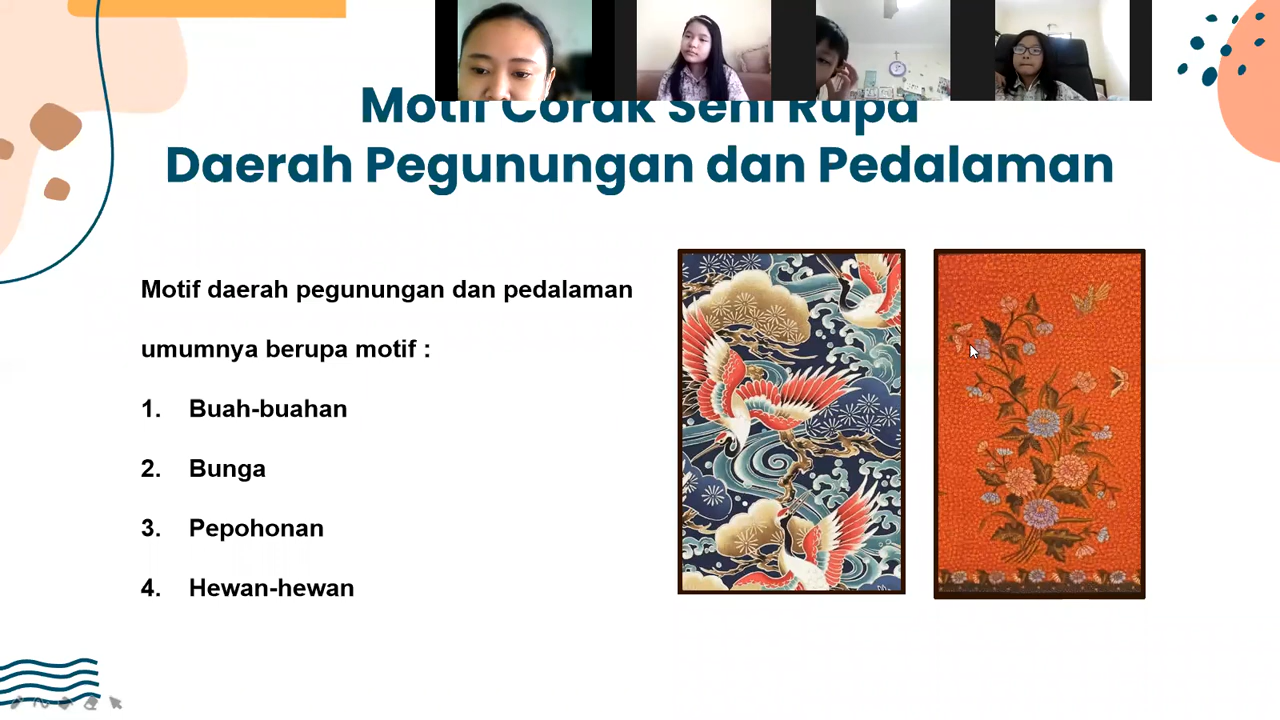 Motif Corak Seni Rupa
Daerah Pegunungan dan Pedalaman
Motif daerah pegunungan dan pedalaman
umumnya berupa motif :
1. Buah-buahan
2. Bunga
3. Pepohonan
4. Hewan-hewan